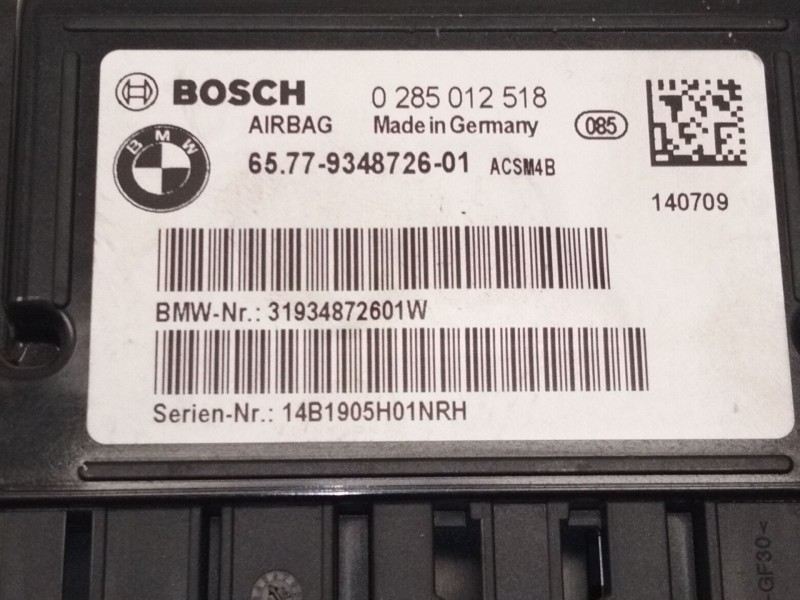 BOSCH 0 285 012 518
AIRBAG Made in Germany 085
BMW 65.77-9348726-01 ACSM4B
140709
BMW-Nr.: 31934872601W
Serien-Nr.: 14B1905H01NRH
-GF30<